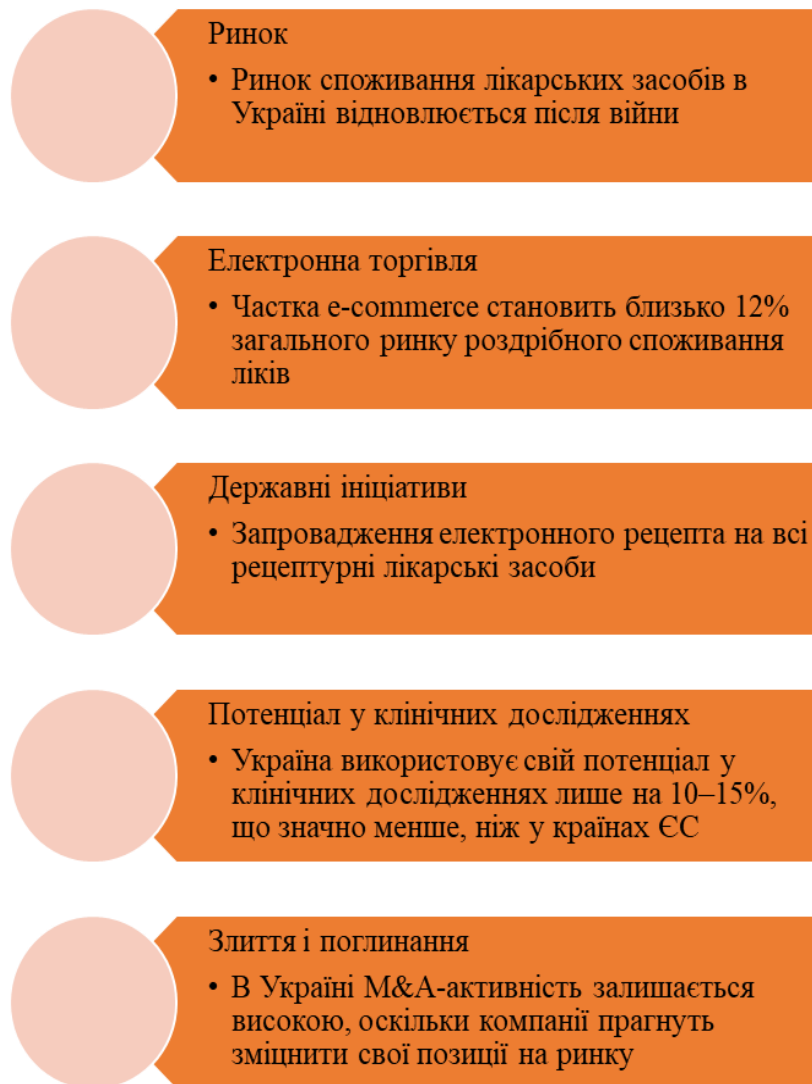 Ринок
• Ринок споживання лікарських засобів в
Україні відновлюється після війни
Електронна торгівля
• Частка e-commerce становить близько 12%
загального ринку роздрібного споживання
ліків
Державні ініціативи
• Запровадження електронного рецепта на всі
рецептурні лікарські засоби
Потенціал у клінічних дослідженнях
• Україна використовує свій потенціал у
клінічних дослідженнях лише на 10–15%,
що значно менше, ніж у країнах ЄС
Злиття і поглинання
• В Україні M&A-активність залишається
високою, оскільки компанії прагнуть
зміцнити свої позиції на ринку